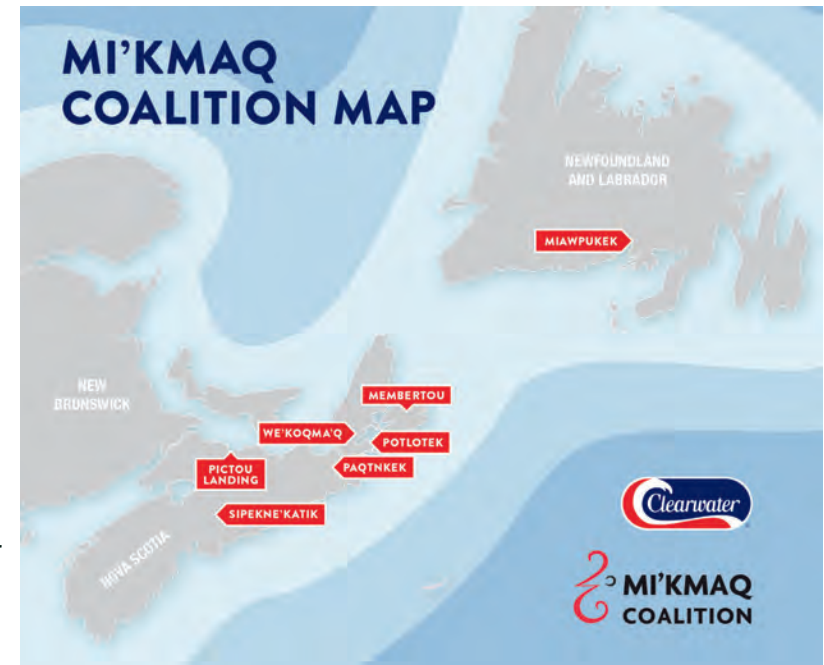 MI’KMAQ
COALITION MAP
NEWFOUNDLAND
AND LABRADOR
MIAWPUKEK
NEW
BRUNSWICK
MEMBERTOU
WE’KOQMA’Q
POTLOTEK
PICTOU
LANDING
PAQTNKEK
SIPEKNE’KATIK
NOVA SCOTIA
Clearwater
MI’KMAQ
COALITION